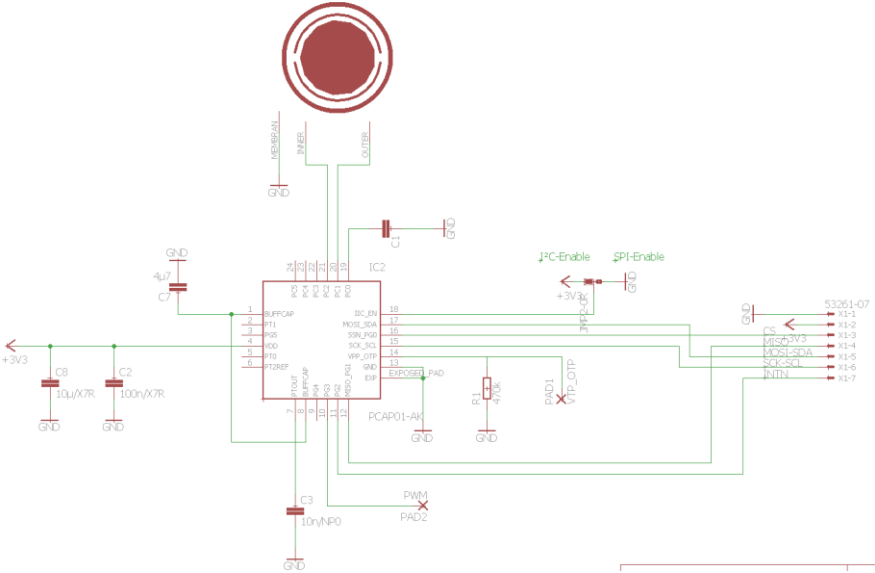 MEMBRAN
INNER
OUTER
GND
C1
GND
GND
4µ7
C7
24
23
22
21
20
19
IC2
PC5
PC4
PC3
PC2
PC1
PC0
I²C-Enable
SPI-Enable
+3V3
GND
1
BUFFCAP
IIC_EN
18
2
PT1
MOSI_SDA
17
3
PG5
SSN_PG0
16
4
VDD
SCK_SCL
15
5
PT0
VPP_OTP
14
6
PT2REF
GND
13
EXPOSED_PAD
EXP
PTOUT
BUFFCAP
PG4
PG3
PG2
MISO_PG1
7
8
9
10
11
12
PCAP01-AK
+3V3
C8
10µ/X7R
GND
C2
100n/X7R
GND
GND
R1
470k
GND
PAD1
VTP_OTP
GND
53261-07
X1-1
X1-2
CS
+3V3
X1-3
MISO
X1-4
MOSI-SDA
X1-5
SCK-SCL
X1-6
INTN
X1-7
C3
10n/NP0
GND
PWM
PAD2